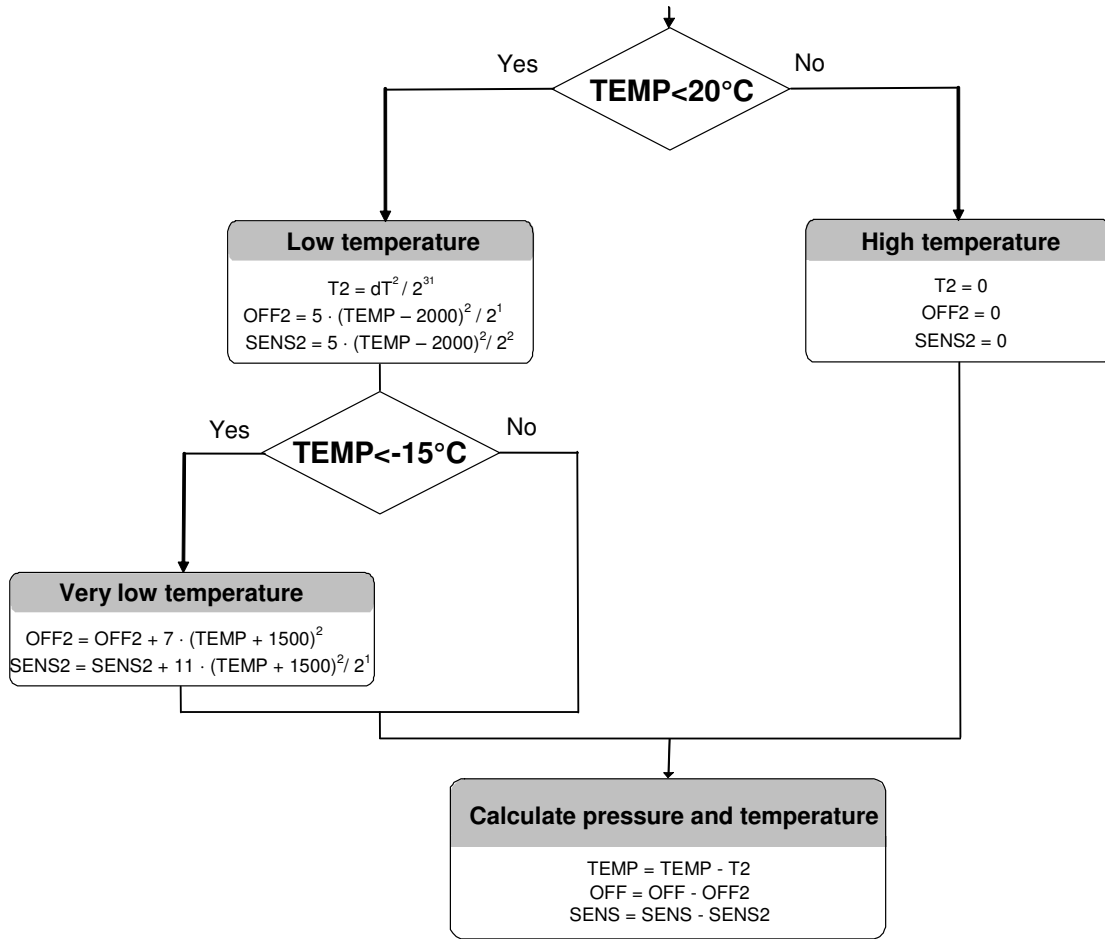 Yes
No
TEMP<20°C
Low temperature
T2 = dT² / 2³¹
OFF2 = 5 · (TEMP – 2000)² / 2¹
SENS2 = 5 · (TEMP – 2000)²/ 2²
High temperature
T2 = 0
OFF2 = 0
SENS2 = 0
Yes
No
TEMP<-15°C
Very low temperature
OFF2 = OFF2 + 7 · (TEMP + 1500)²
SENS2 = SENS2 + 11 · (TEMP + 1500)²/ 2¹
Calculate pressure and temperature
TEMP = TEMP - T2
OFF = OFF - OFF2
SENS = SENS - SENS2